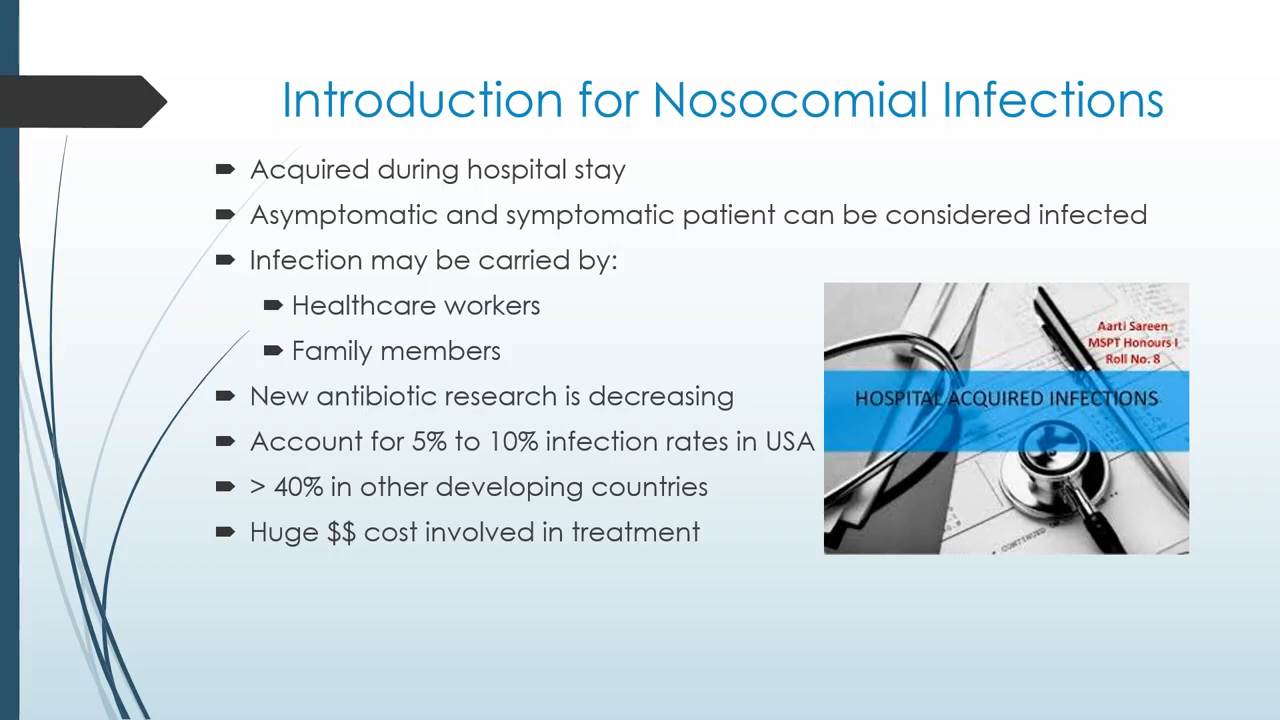 Introduction for Nosocomial Infections
Acquired during hospital stay
Asymptomatic and symptomatic patient can be considered infected
Infection may be carried by:
Healthcare workers
Family members
New antibiotic research is decreasing
Account for 5% to 10% infection rates in USA
> 40% in other developing countries
Huge $$ cost involved in treatment
Aarti Sareen
MSPT Honours I
Roll No. 8
HOSPITAL ACQUIRED INFECTIONS
CONTINUED